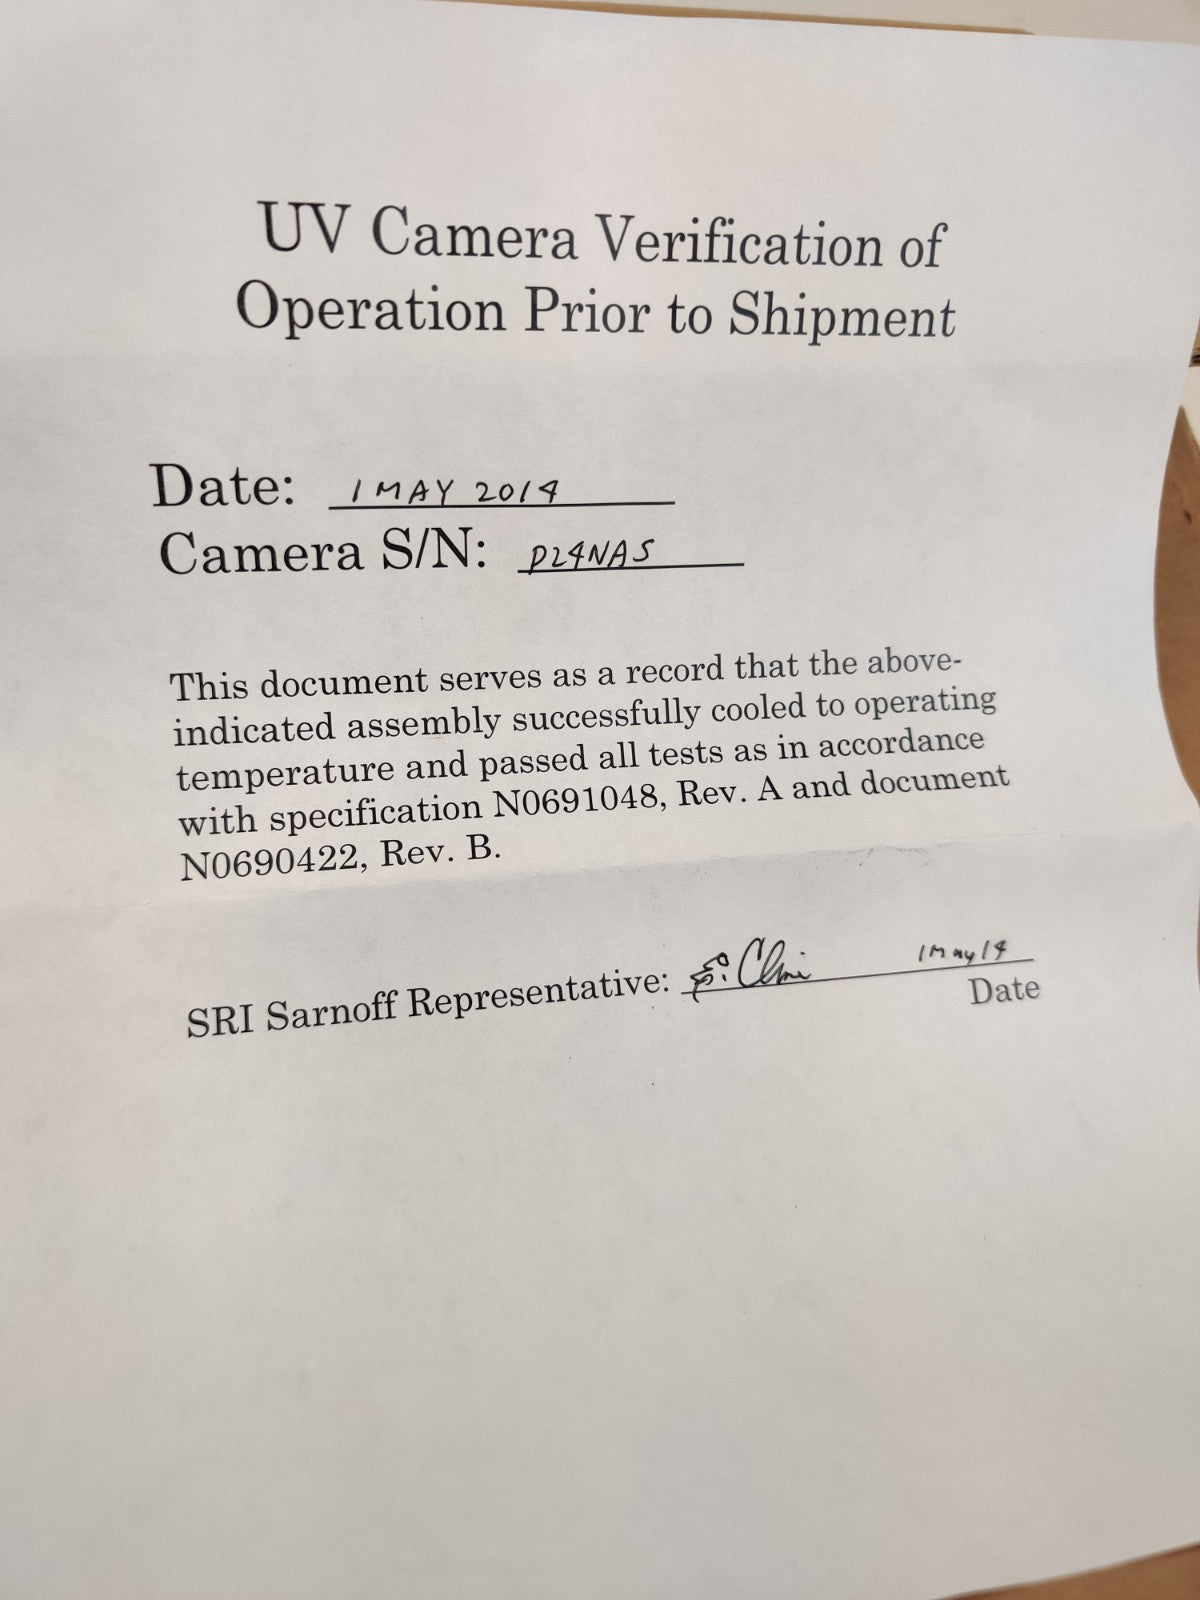 UV Camera Verification of
Operation Prior to Shipment
Date: 1 MAY 2014
Camera S/N: P24NAS
This document serves as a record that the above-
indicated assembly successfully cooled to operating
temperature and passed all tests as in accordance
with specification N0691048, Rev. A and document
N0690422, Rev. B.
SRI Sarnoff Representative: 1 May 14
Date